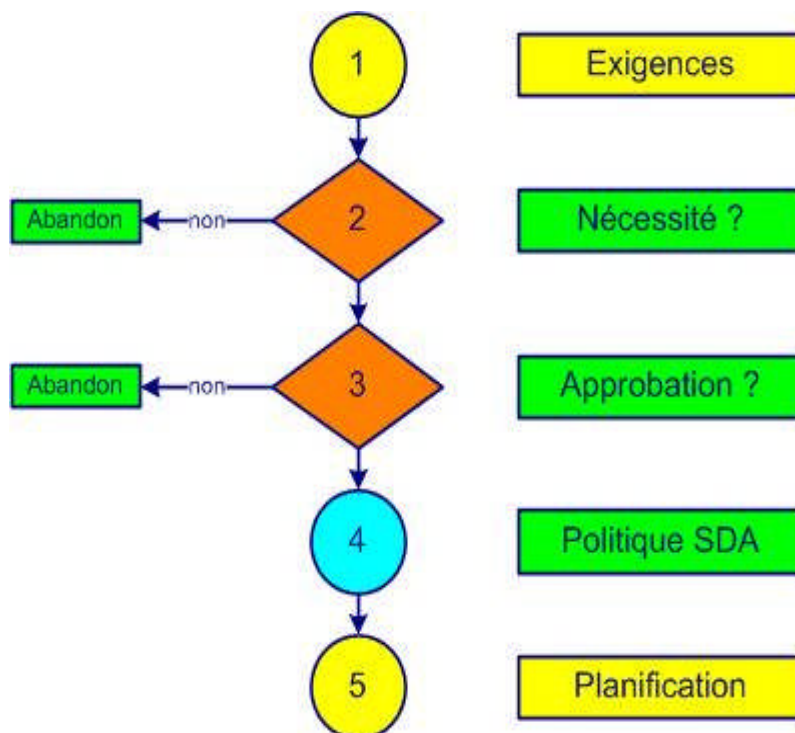 1
Exigences
Abandon
non
2
Nécessité ?
Abandon
non
3
Approbation ?
4
Politique SDA
5
Planification